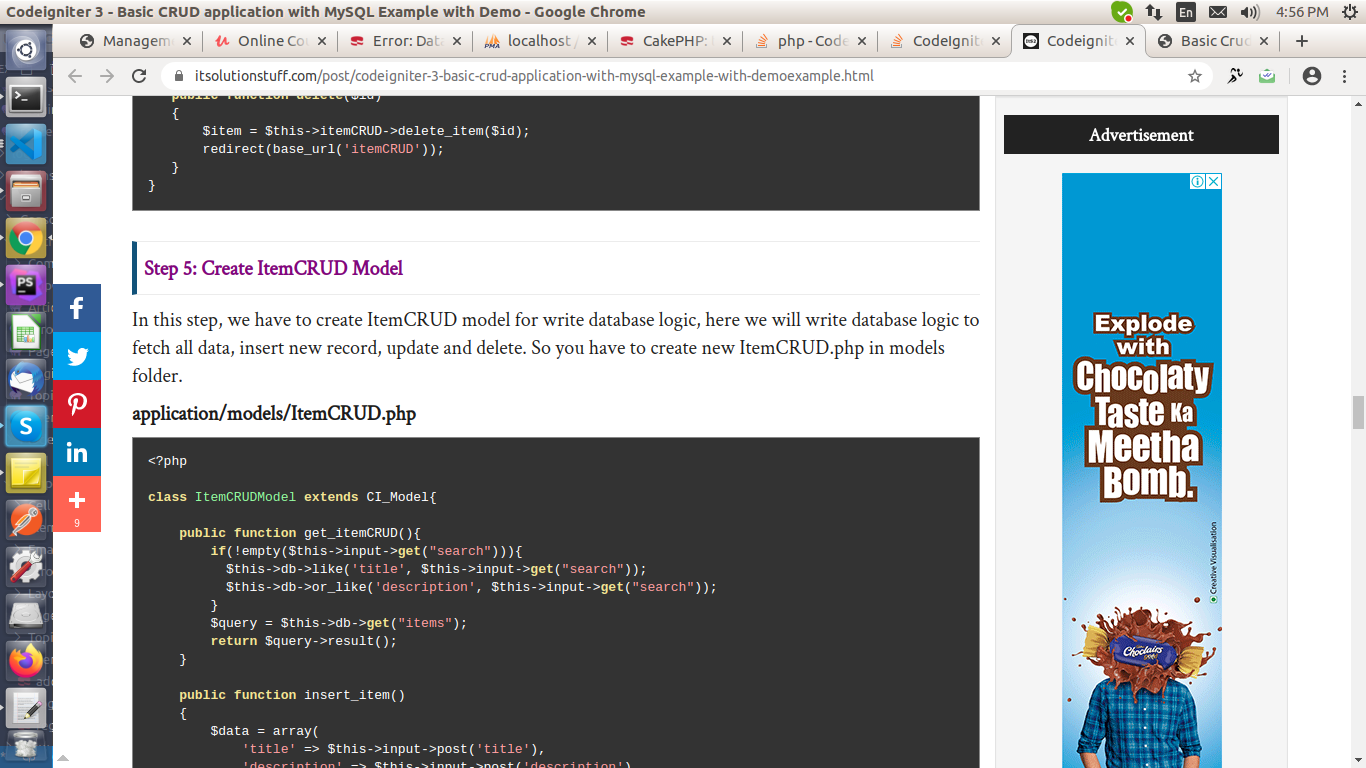 Codeigniter 3 - Basic CRUD application with MySQL Example with Demo - Google Chrome
En
4:56 PM
Managem
Online Co
Error: Dat
localhost /
CakePHP:
php - Code
CodeIgnit
Codeignit
Basic Crud
itsolutionstuff.com/post/codeigniter-3-basic-crud-application-with-mysql-example-with-demoexample.html
public function delete($id)
{
$item = $this->itemCRUD->delete_item($id);
redirect(base_url('itemCRUD'));
}
}
Step 5: Create ItemCRUD Model
In this step, we have to create ItemCRUD model for write database logic, here we will write database logic to
fetch all data, insert new record, update and delete. So you have to create new ItemCRUD.php in models
folder.
application/models/ItemCRUD.php
<?php
class ItemCRUDModel extends CI_Model{
public function get_itemCRUD(){
if(!empty($this->input->get("search"))){
$this->db->like('title', $this->input->get("search"));
$this->db->or_like('description', $this->input->get("search"));
}
$query = $this->db->get("items");
return $query->result();
}
public function insert_item()
{
$data = array(
'title' => $this->input->post('title'),
'description' => $this->input->post('description')
9
PS
Advertisement
Explode
with
Chocolaty
Taste Ka
Meetha
Bomb.
Creative Visualisation
Choclairs